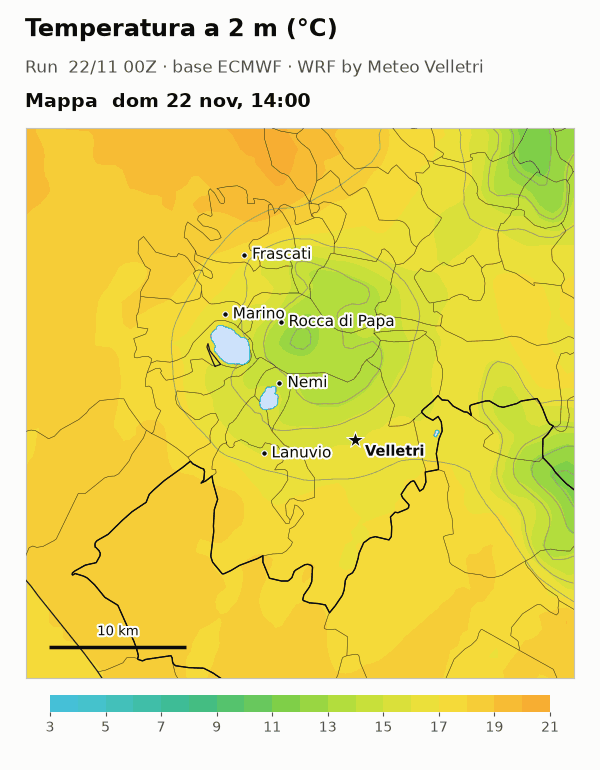 Temperatura a 2 m (°C)
Run  22/11 00Z · base ECMWF · WRF by Meteo Velletri
Mappa  dom 22 nov, 14:00
Frascati
Marino
Rocca di Papa
Nemi
Velletri
Lanuvio
10 km
3 5 7 9 11 13 15 17 19 21